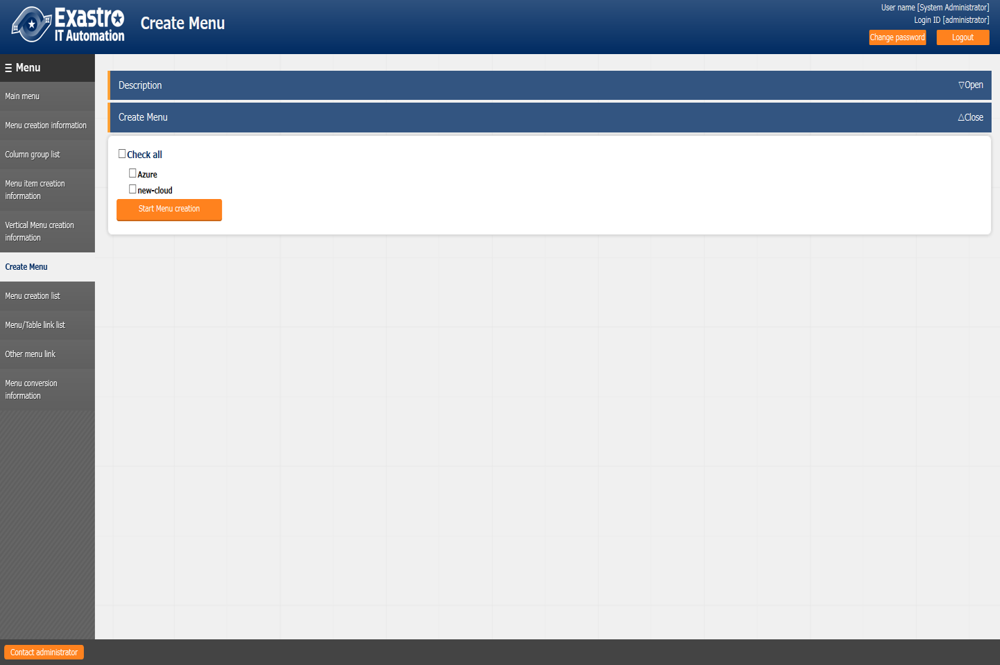 Exastro
IT Automation
Create Menu
User name [System Administrator]
Login ID [administrator]
Change password
Logout
Menu
Main menu
Menu creation information
Column group list
Menu item creation
information
Vertical Menu creation
information
Create Menu
Menu creation list
Menu/Table link list
Other menu link
Menu conversion
information
Description
▽Open
Create Menu
△Close
Check all
Azure
new-cloud
Start Menu creation
Contact administrator